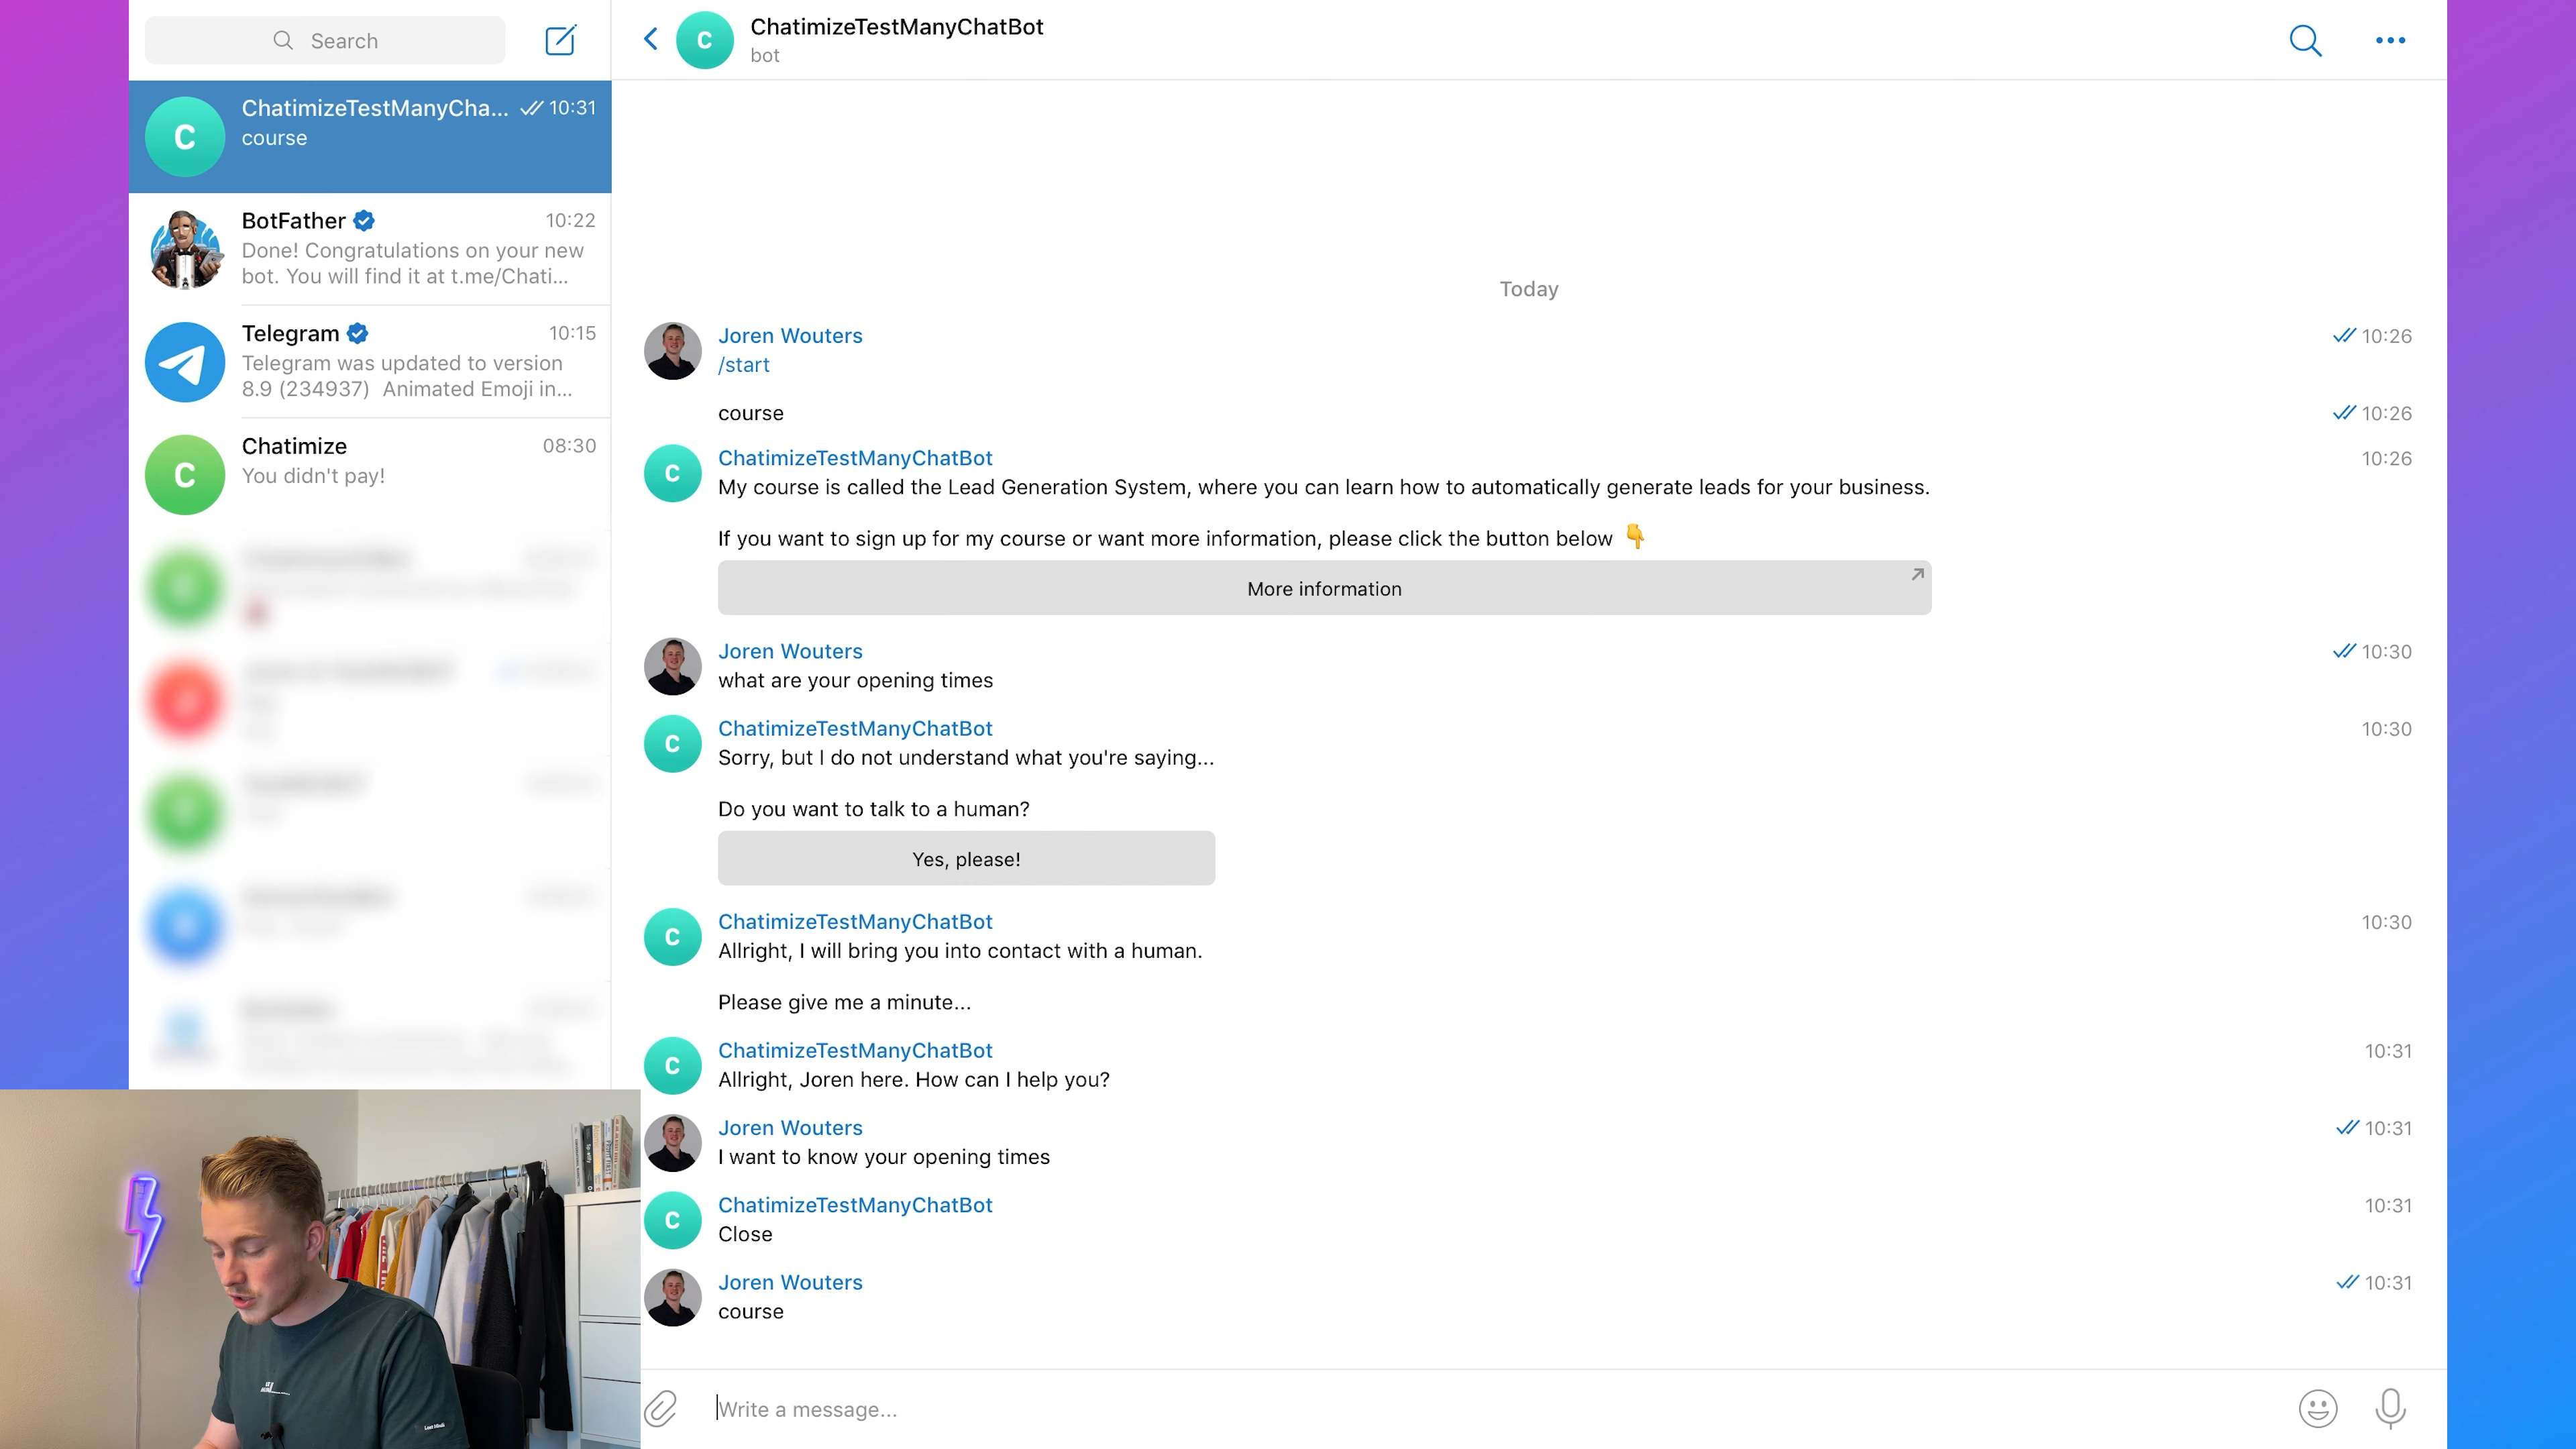 Search
C
ChatimizeTestManyCha... 10:31
course
BotFather 10:22
Done! Congratulations on your new
bot. You will find it at t.me/Chati...
Telegram 10:15
Telegram was updated to version
8.9 (234937) Animated Emoji in...
C
Chatimize 08:30
You didn't pay!
C
ChatimizeTestManyChatBot
bot
Today
Joren Wouters 10:26
/start
course 10:26
C
ChatimizeTestManyChatBot 10:26
My course is called the Lead Generation System, where you can learn how to automatically generate leads for your business.
If you want to sign up for my course or want more information, please click the button below 👇
More information
Joren Wouters 10:30
what are your opening times
C
ChatimizeTestManyChatBot 10:30
Sorry, but I do not understand what you're saying...
Do you want to talk to a human?
Yes, please!
C
ChatimizeTestManyChatBot 10:30
Allright, I will bring you into contact with a human.
Please give me a minute...
C
ChatimizeTestManyChatBot 10:31
Allright, Joren here. How can I help you?
Joren Wouters 10:31
I want to know your opening times
C
ChatimizeTestManyChatBot 10:31
Close
Joren Wouters 10:31
course
Write a message...